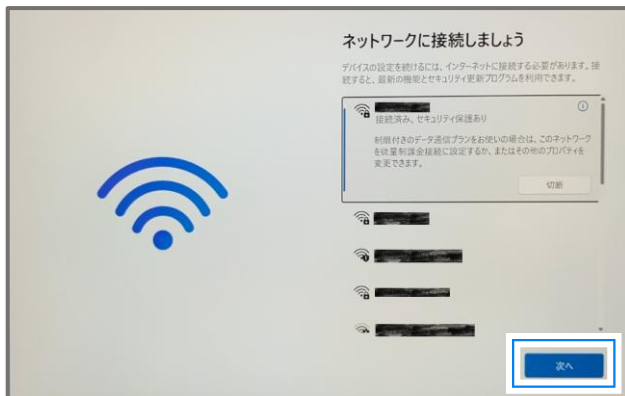 ネットワークに接続しましょう
デバイスの設定を続けるには、インターネットに接続する必要があります。接
続すると、最新の機能とセキュリティ更新プログラムを利用できます。
接続済み、セキュリティ保護あり
制限付きのデータ通信プランをお使いの場合は、このネットワーク
を従量制課金接続に設定するか、またはその他のプロパティを
変更できます。
切断
次へ